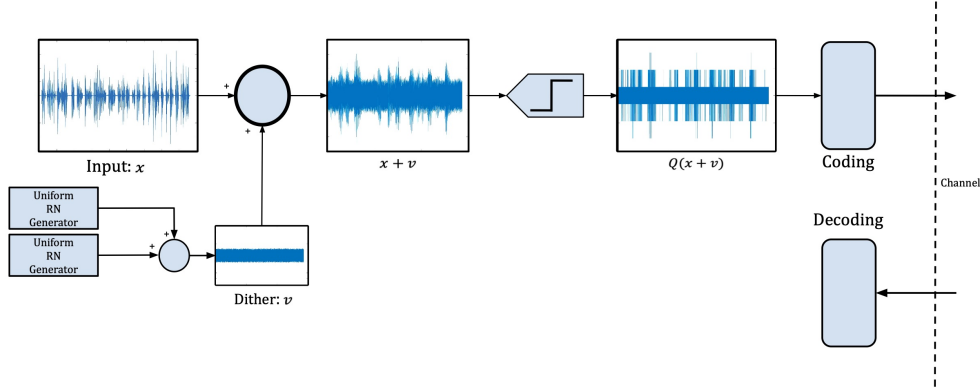 +
+
Input: x
x + v
Q(x + v)
Coding
Channel
Uniform
RN
Generator
Uniform
RN
Generator
+
+
Dither: v
Decoding